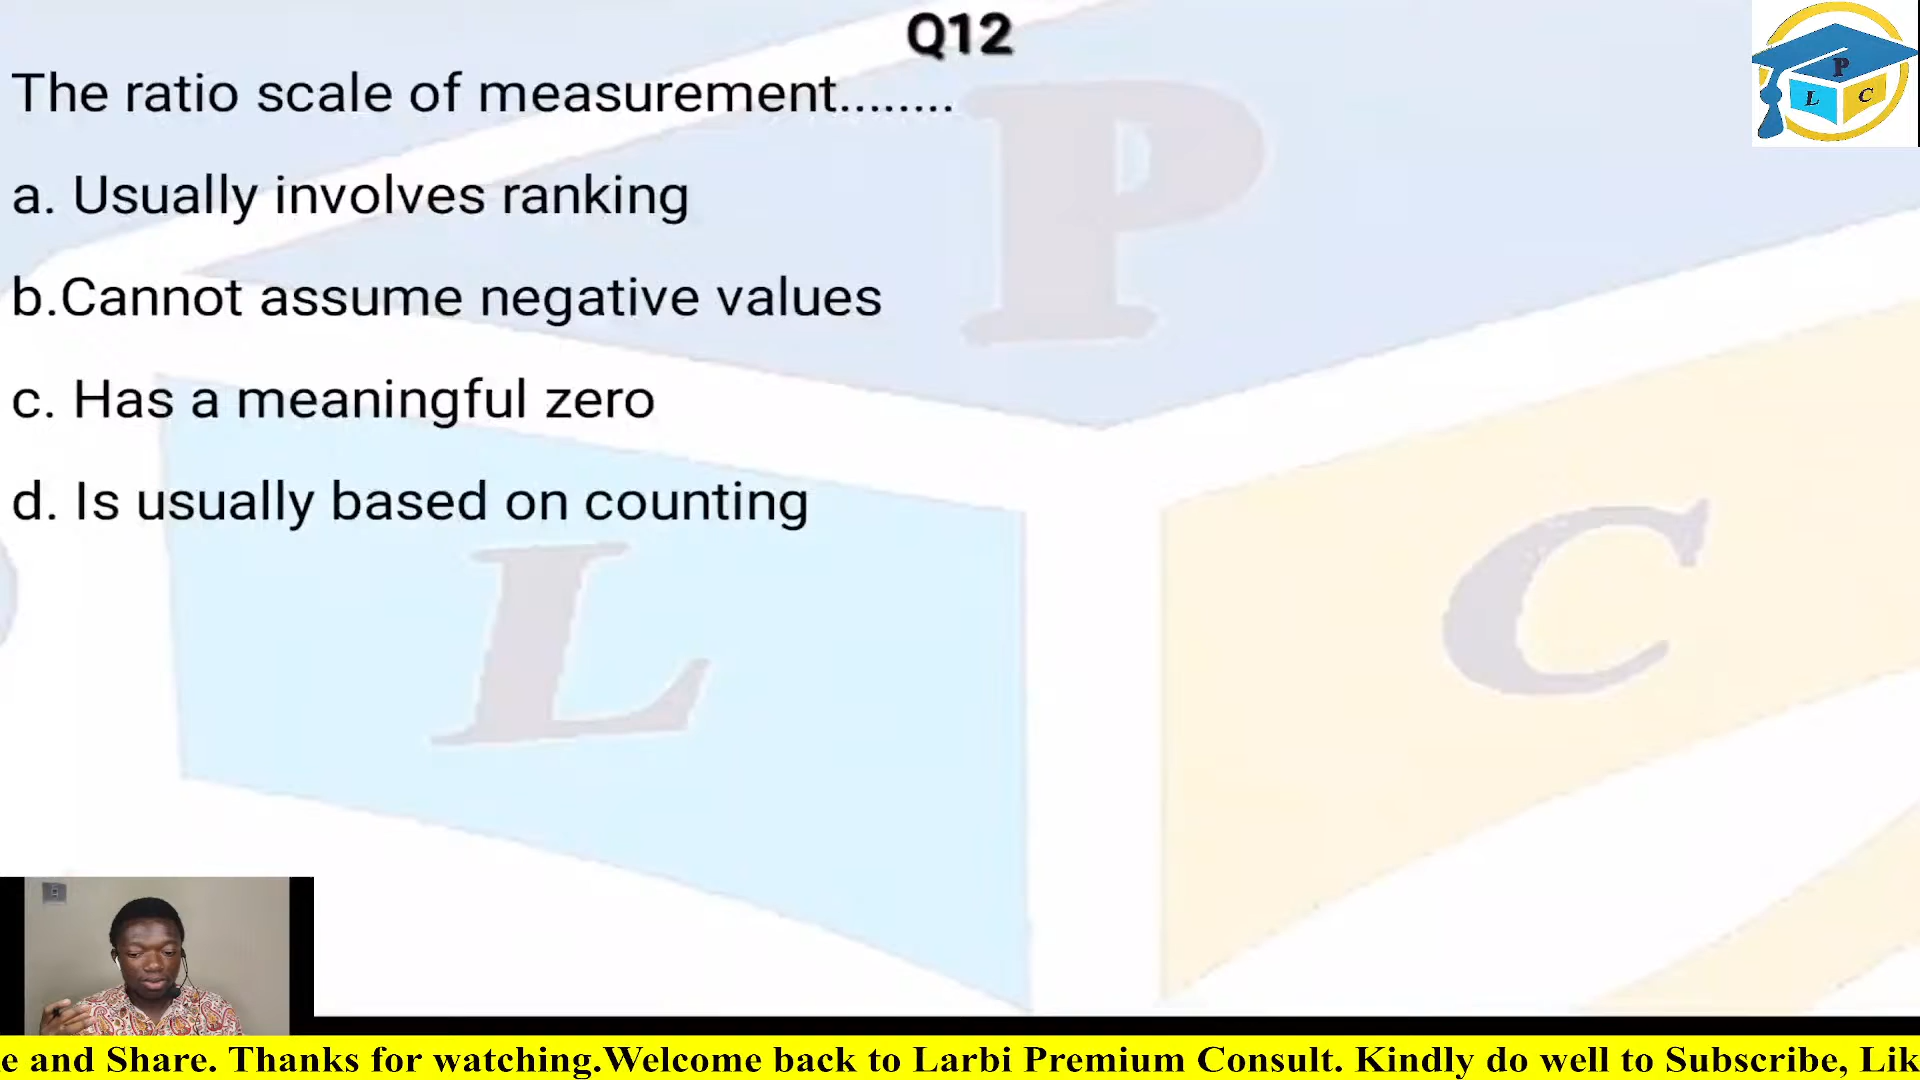 Q12
The ratio scale of measurement........
a. Usually involves ranking
b.Cannot assume negative values
c. Has a meaningful zero
d. Is usually based on counting
P
L C
P
L
C
e and Share. Thanks for watching.Welcome back to Larbi Premium Consult. Kindly do well to Subscribe, Lik